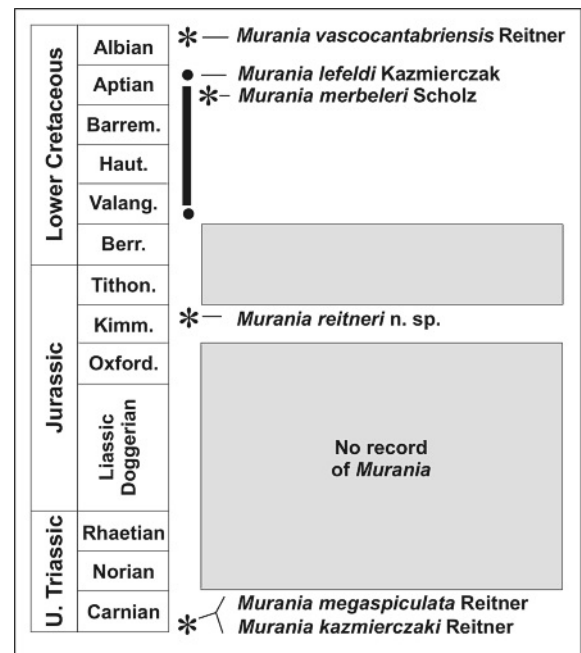 Lower Cretaceous
Albian
* Murania vascocantabriensis Reitner
Aptian
Murania lefeldi Kazmierczak
* Murania merbeleri Scholz
Barrem.
Haut.
Valang.
Berr.
Jurassic
Tithon.
Kimm.
* Murania reitneri n. sp.
Oxford.
Liassic
Doggerian
No record
of Murania
U. Triassic
Rhaetian
Norian
Carnian
* Murania megaspiculata Reitner
Murania kazmierczaki Reitner